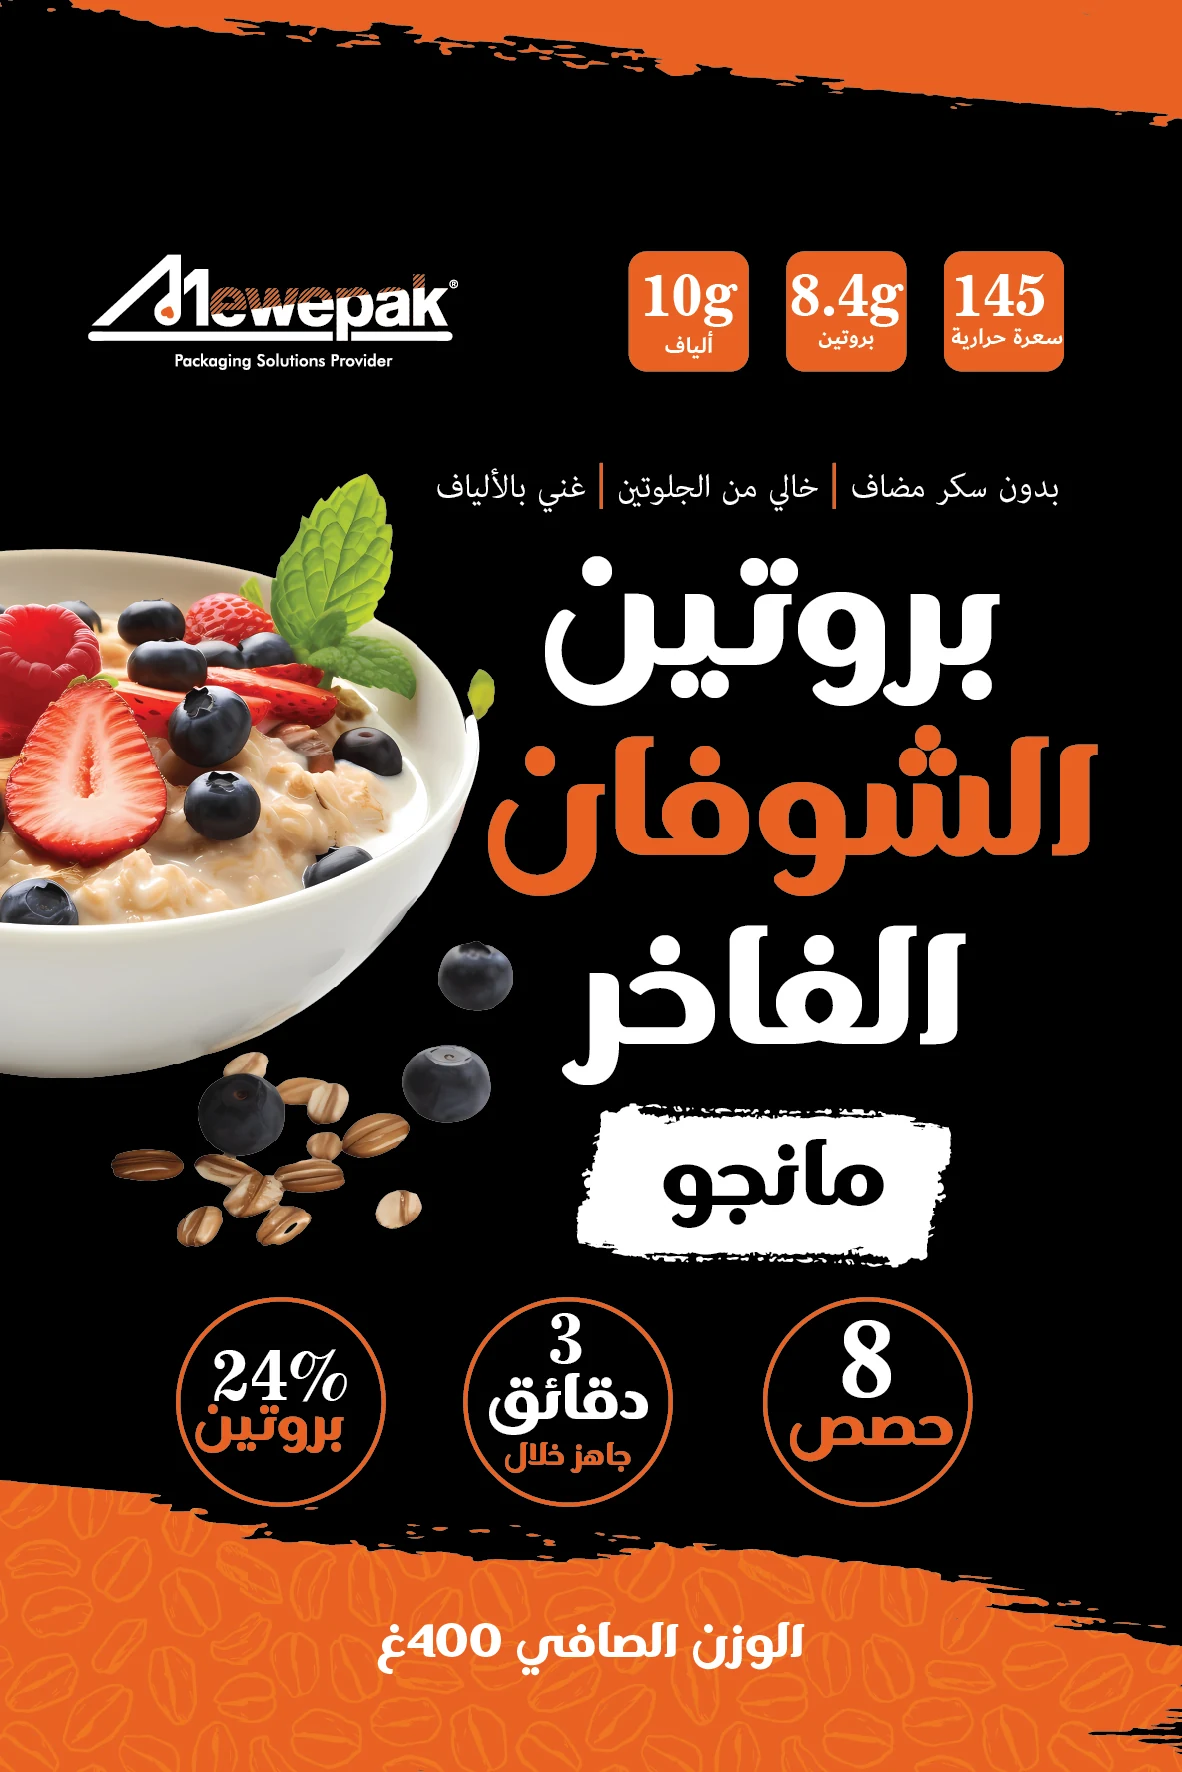 Mewepak®
Packaging Solutions Provider
145
سعرة حرارية
8.4g
بروتين
10g
ألياف
بدون سكر مضاف | خالي من الجلوتين | غني بالألياف
بروتين
الشوفان
الفاخر
مانجو
8
حصص
3
دقائق
جاهز خلال
24%
بروتين
الوزن الصافي 400غ